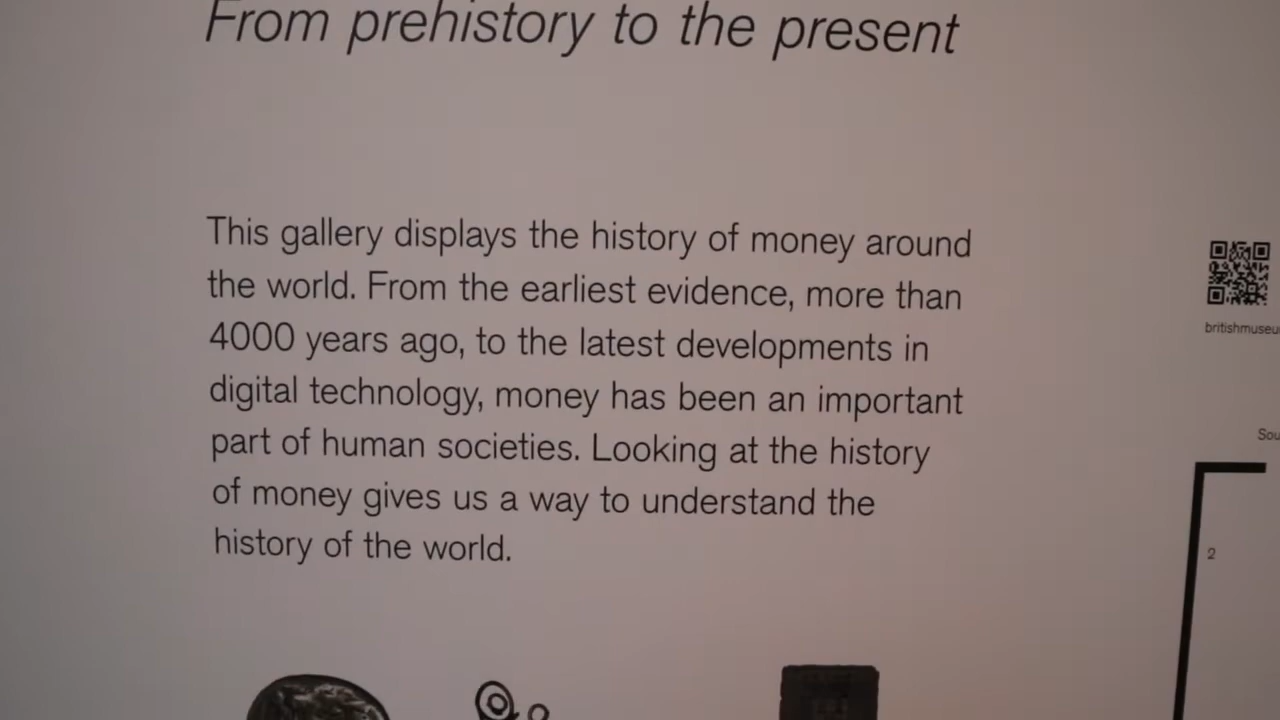 From prehistory to the present
This gallery displays the history of money around
the world. From the earliest evidence, more than
4000 years ago, to the latest developments in
digital technology, money has been an important
part of human societies. Looking at the history
of money gives us a way to understand the
history of the world.
britishmuseu
Sou
2